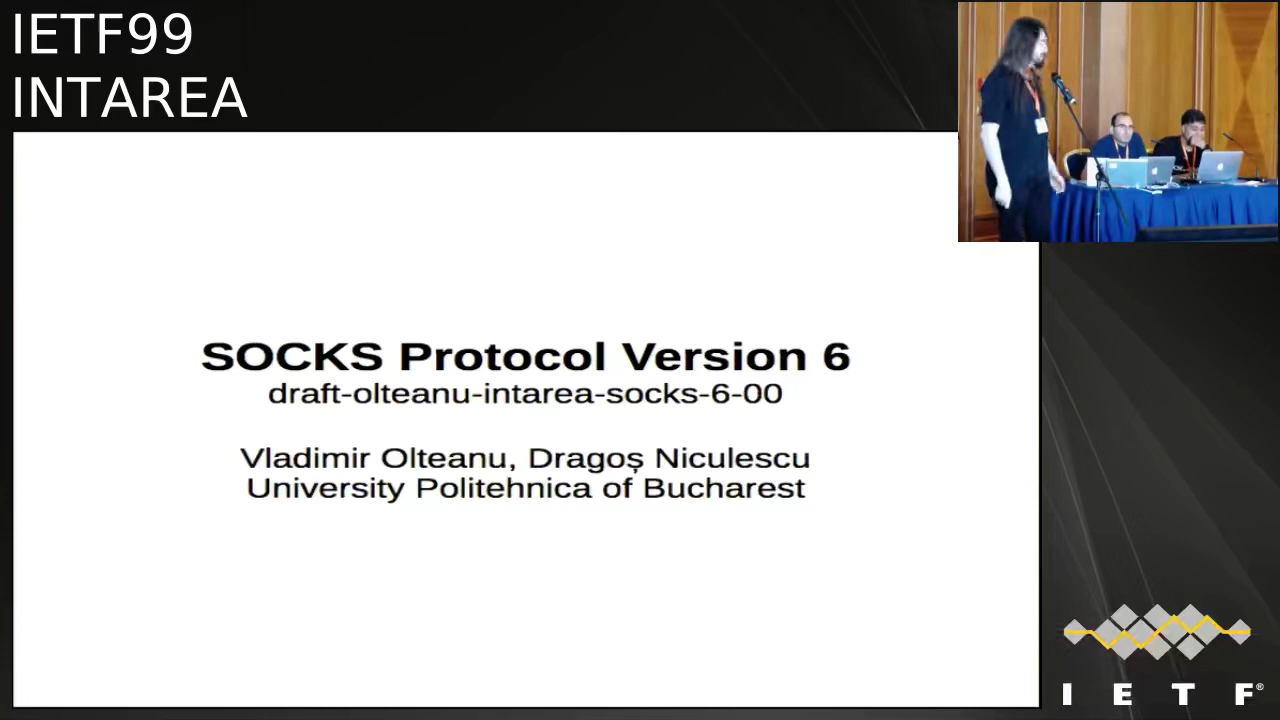 IETF99
INTAREA
SOCKS Protocol Version 6
draft-olteanu-intarea-socks-6-00
Vladimir Olteanu, Dragoș Niculescu
University Politehnica of Bucharest
I E T F®